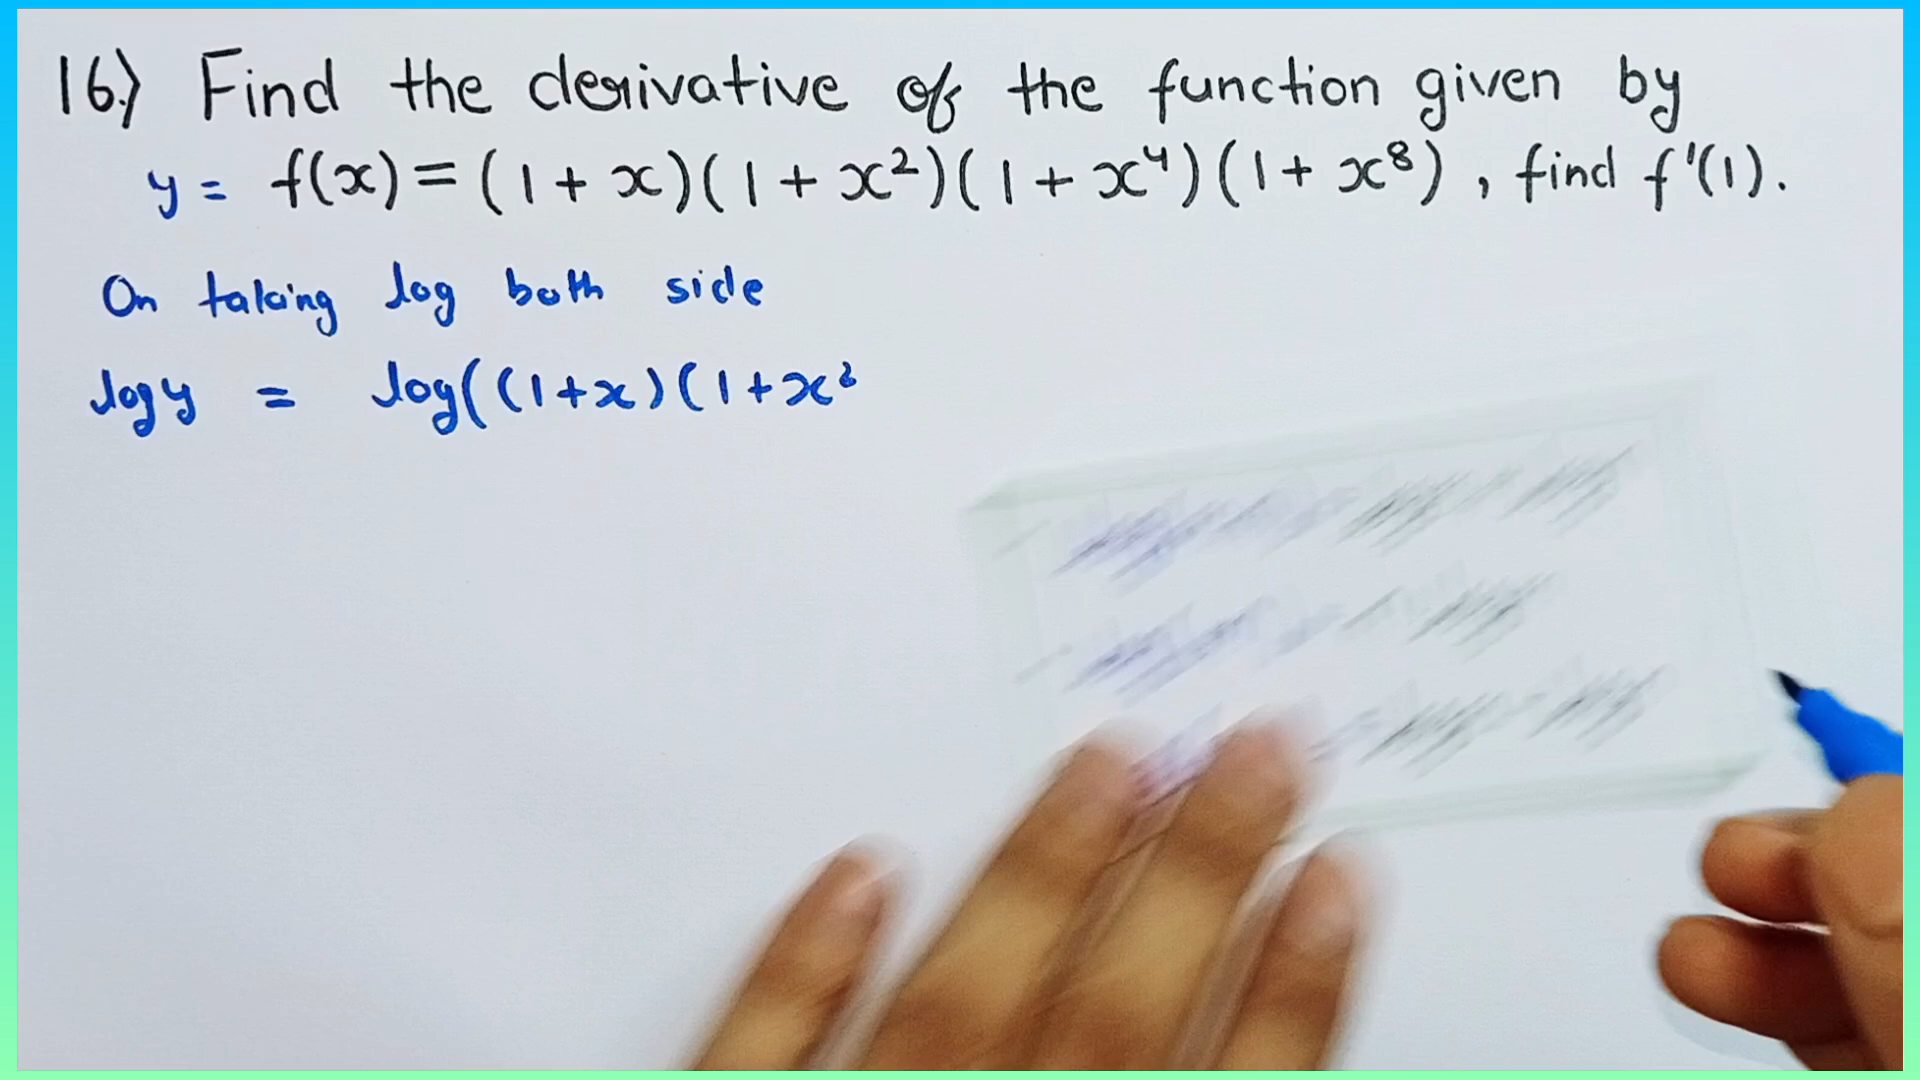 16.) Find the derivative of the function given by
y = f(x) = (1 + x)(1 + x²)(1 + x⁴)(1 + x⁸), find f'(1).
On taking log both side
log y = log((1+x)(1+x²